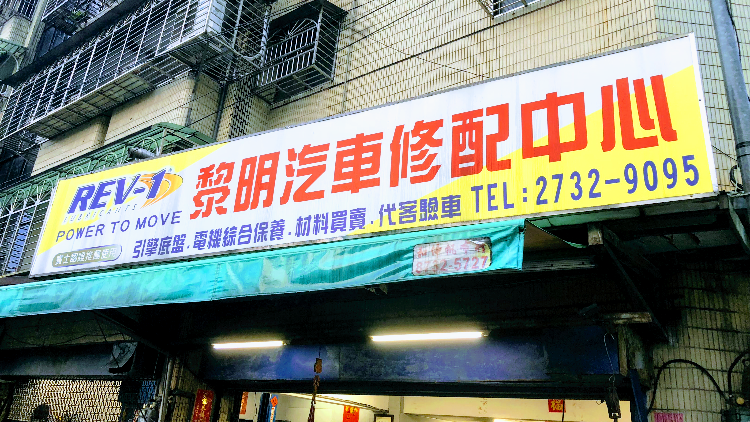 REV-1
LUBRICANTS
POWER TO MOVE
黎明汽車修配中心
引擎底盤.電機綜合保養.材料買賣.代客驗車
TEL:2732-9095